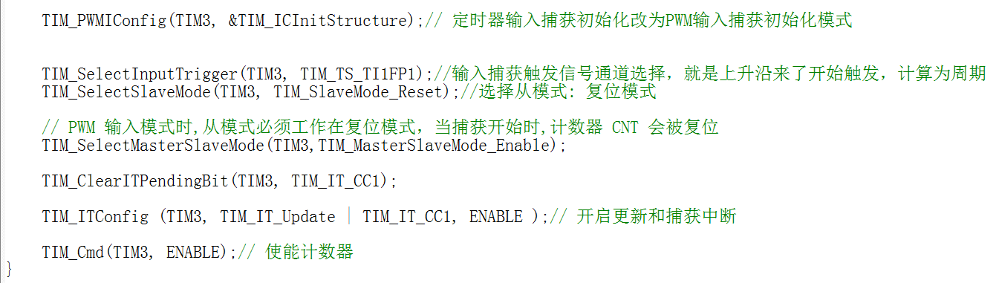 TIM_PWMIConfig(TIM3, &TIM_ICInitStructure);// 定时器输入捕获初始化改为PWM输入捕获初始化模式
TIM_SelectInputTrigger(TIM3, TIM_TS_TI1FP1);//输入捕获触发信号通道选择，就是上升沿来了开始触发，计算为周期
TIM_SelectSlaveMode(TIM3, TIM_SlaveMode_Reset);//选择从模式: 复位模式
// PWM 输入模式时,从模式必须工作在复位模式，当捕获开始时,计数器 CNT 会被复位
TIM_SelectMasterSlaveMode(TIM3,TIM_MasterSlaveMode_Enable);
TIM_ClearITPendingBit(TIM3, TIM_IT_CC1);
TIM_ITConfig (TIM3, TIM_IT_Update | TIM_IT_CC1, ENABLE );// 开启更新和捕获中断
TIM_Cmd(TIM3, ENABLE);// 使能计数器
}